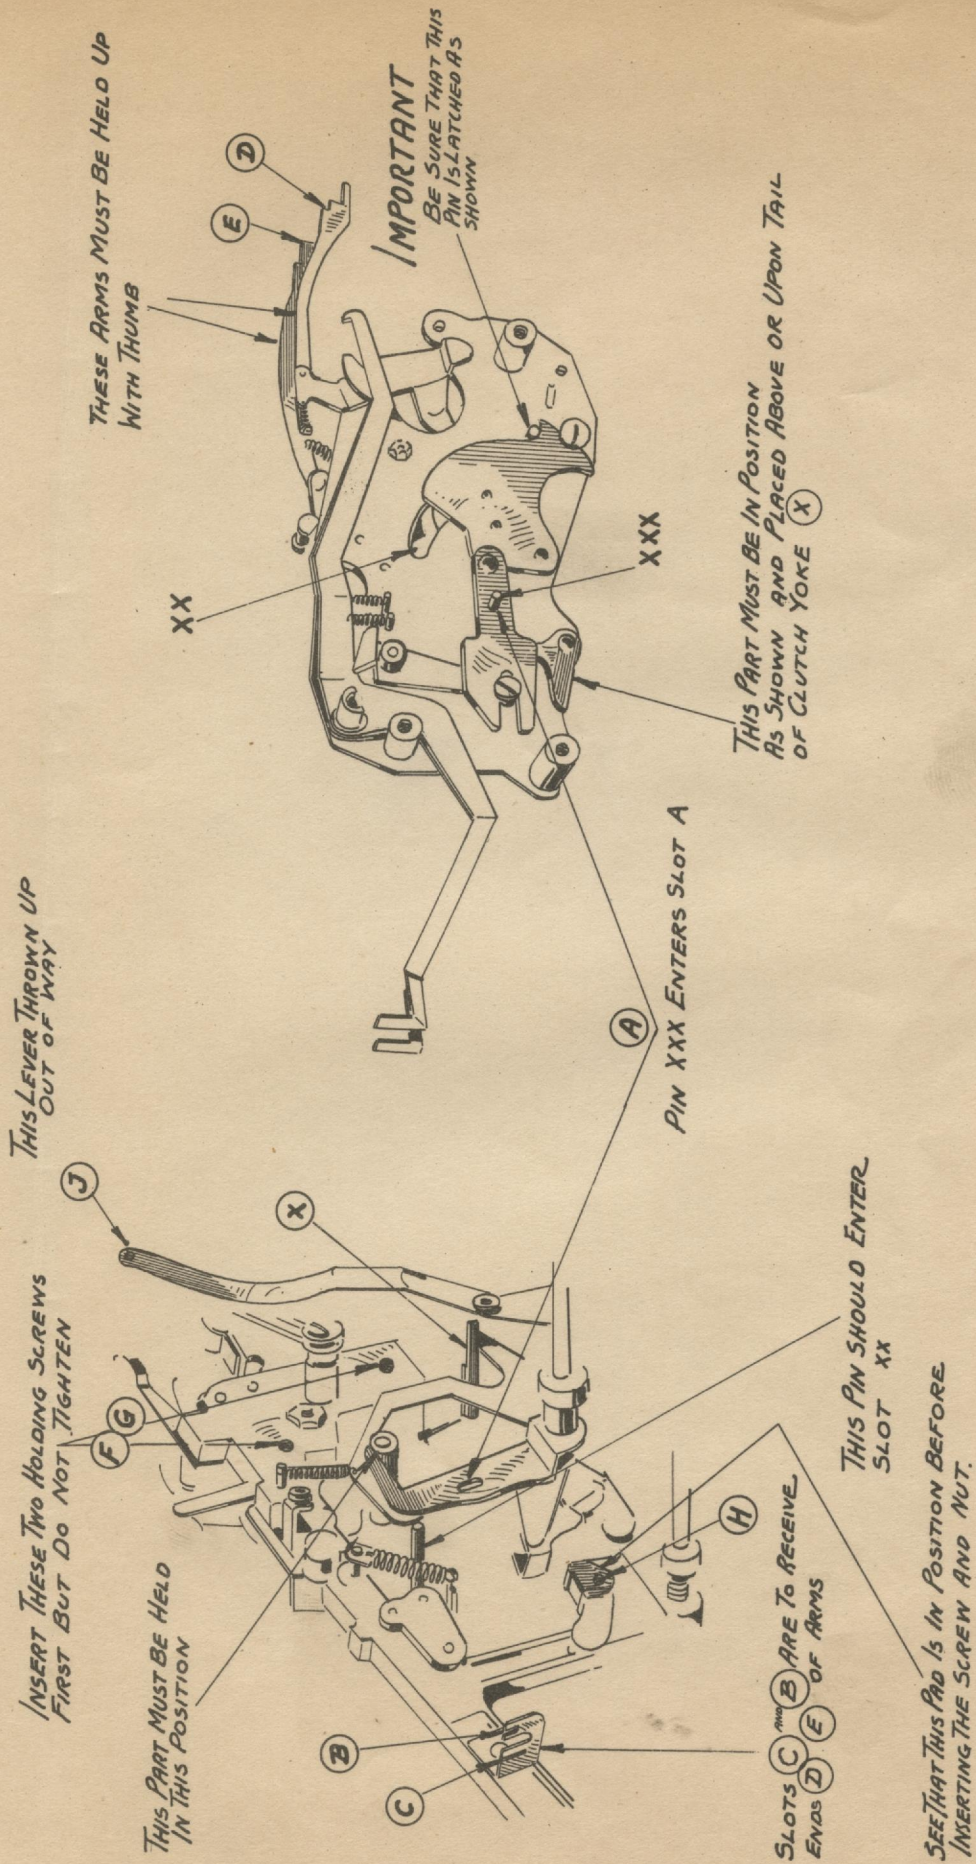 THIS LEVER THROWN UP
OUT OF WAY
INSERT THESE TWO HOLDING SCREWS
FIRST BUT DO NOT TIGHTEN
F G
J
X
THIS PART MUST BE HELD
IN THIS POSITION
B
C
SLOTS C AND B ARE TO RECEIVE
ENDS D E OF ARMS
H
THIS PIN SHOULD ENTER
SLOT XX
SEE THAT THIS PAD IS IN POSITION BEFORE
INSERTING THE SCREW AND NUT.
A
PIN XXX ENTERS SLOT A
THESE ARMS MUST BE HELD UP
WITH THUMB
E
D
XX
XXX
IMPORTANT
BE SURE THAT THIS
PIN IS LATCHED AS
SHOWN
THIS PART MUST BE IN POSITION
AS SHOWN AND PLACED ABOVE OR UPON TAIL
OF CLUTCH YOKE X